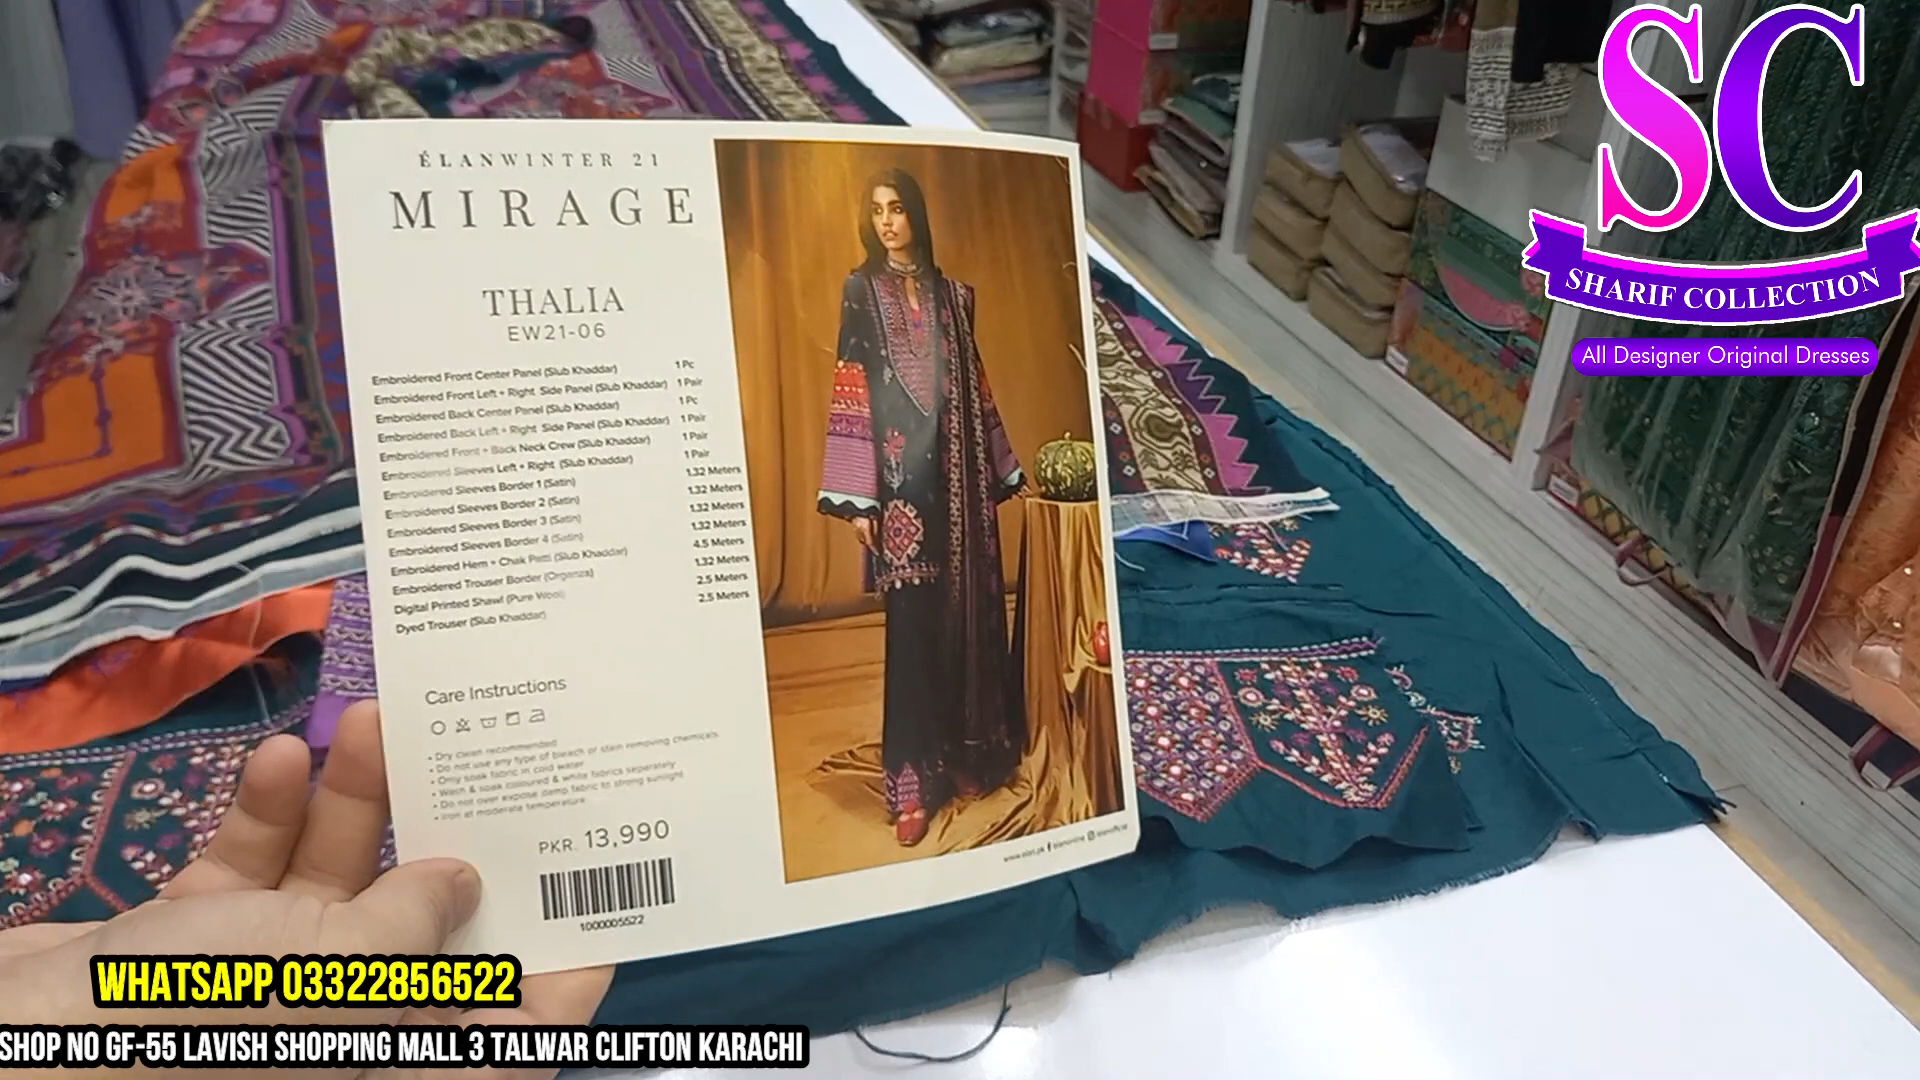 ÉLANWINTER 21
MIRAGE
THALIA
EW21-06
Embroidered Front Center Panel (Slub Khaddar) 1 Pc
Embroidered Front Left + Right Side Panel (Slub Khaddar) 1 Pair
Embroidered Back Center Panel (Slub Khaddar) 1 Pc
Embroidered Back Left + Right Side Panel (Slub Khaddar) 1 Pair
Embroidered Front + Back Neck Crew (Slub Khaddar) 1 Pair
Embroidered Sleeves Left + Right (Slub Khaddar) 1 Pair
Embroidered Sleeves Border 1 (Satin) 1.32 Meters
Embroidered Sleeves Border 2 (Satin) 1.32 Meters
Embroidered Sleeves Border 3 (Satin) 1.32 Meters
Embroidered Sleeves Border 4 (Satin) 1.32 Meters
Embroidered Hem + Chak Patti (Slub Khaddar) 4.5 Meters
Embroidered Trouser Border (Organza) 1.32 Meters
Digital Printed Shawl (Pure Wool) 2.5 Meters
Dyed Trouser (Slub Khaddar) 2.5 Meters
Care Instructions
• Dry clean recommended
• Do not use any type of bleach or stain removing chemicals
• Only soak fabric in cold water
• Wash & soak coloured & white fabrics separately
• Do not over expose damp fabric to strong sunlight
• Iron at moderate temperature
PKR. 13,990
1000005522
www.elan.pk elanonline elanofficial
SC
SHARIF COLLECTION
All Designer Original Dresses
WHATSAPP 03322856522
SHOP NO GF-55 LAVISH SHOPPING MALL 3 TALWAR CLIFTON KARACHI